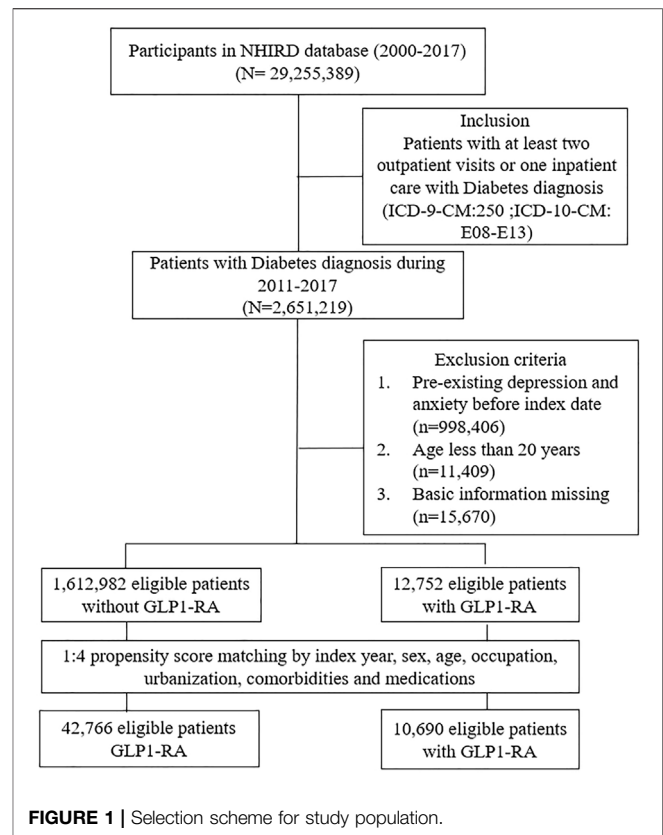 Participants in NHIRD database (2000-2017)
(N= 29,255,389)
Inclusion
Patients with at least two
outpatient visits or one inpatient
care with Diabetes diagnosis
(ICD-9-CM:250 ;ICD-10-CM:
E08-E13)
Patients with Diabetes diagnosis during
2011-2017
(N=2,651,219)
Exclusion criteria
1. Pre-existing depression and
anxiety before index date
(n=998,406)
2. Age less than 20 years
(n=11,409)
3. Basic information missing
(n=15,670)
1,612,982 eligible patients
without GLP1-RA
12,752 eligible patients
with GLP1-RA
1:4 propensity score matching by index year, sex, age, occupation,
urbanization, comorbidities and medications
42,766 eligible patients
GLP1-RA
10,690 eligible patients
with GLP1-RA
FIGURE 1 | Selection scheme for study population.